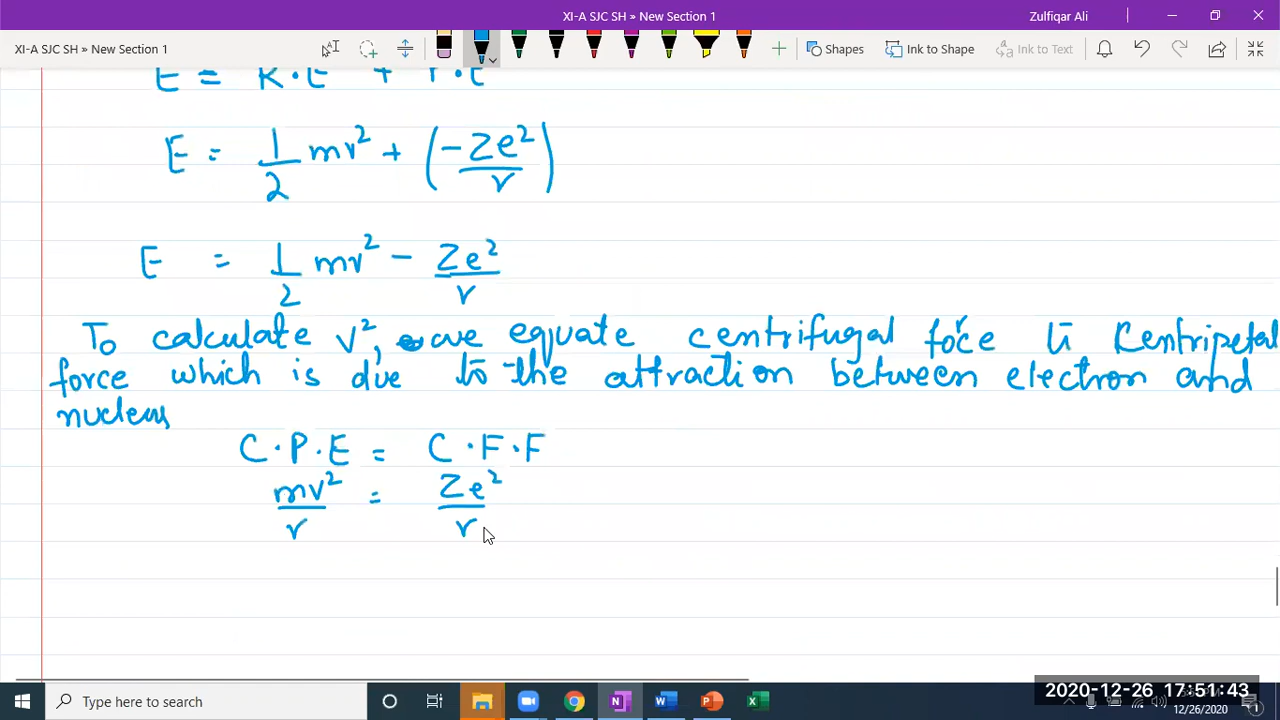 XI-A SJC SH » New Section 1
Zulfiqar Ali
XI-A SJC SH » New Section 1
Shapes
Ink to Shape
Ink to Text
E = K.E + P.E
E = 1/2 mv² + (-Ze²/r)
E = 1/2 mv² - Ze²/r
To calculate v², we equate centrifugal force to Centripetal
force which is due to the attraction between electron and
nucleus
C.P.E = C.F.F
mv²/r = Ze²/r
Type here to search
2020-12-26 17:51:43
12/26/2020